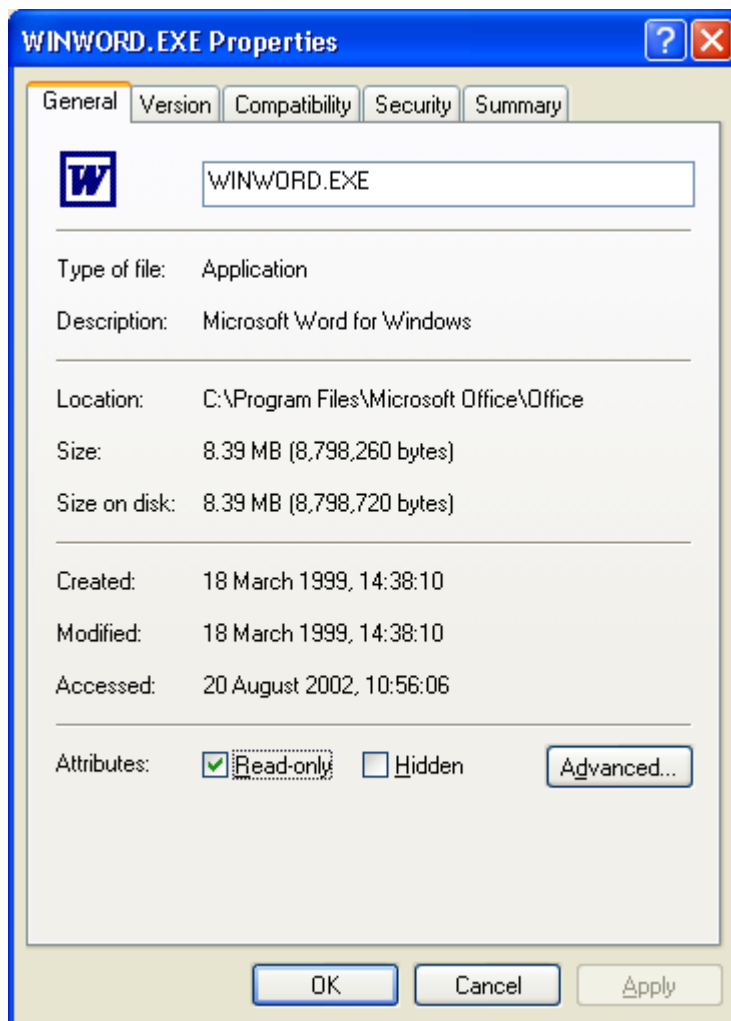 WINWORD.EXE Properties
General Version Compatibility Security Summary
W WINWORD.EXE
Type of file: Application
Description: Microsoft Word for Windows
Location: C:\Program Files\Microsoft Office\Office
Size: 8.39 MB (8,798,260 bytes)
Size on disk: 8.39 MB (8,798,720 bytes)
Created: 18 March 1999, 14:38:10
Modified: 18 March 1999, 14:38:10
Accessed: 20 August 2002, 10:56:06
Attributes: Read-only Hidden Advanced...
OK Cancel Apply